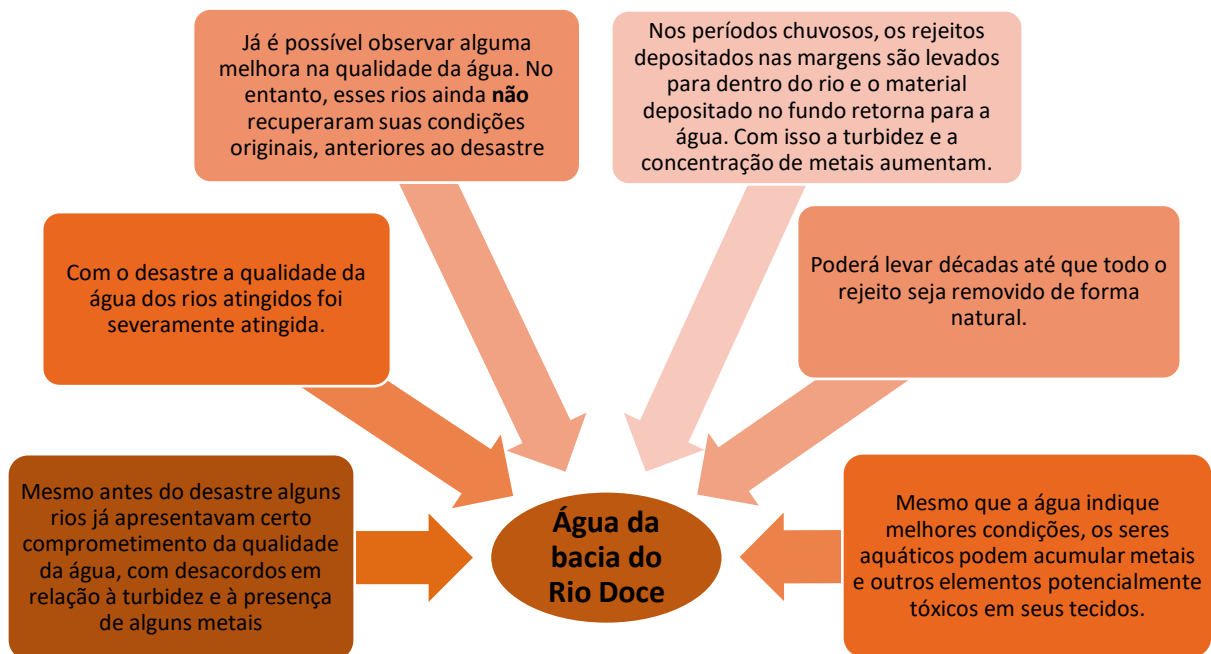 Já é possível observar alguma
melhora na qualidade da água. No
entanto, esses rios ainda não
recuperaram suas condições
originais, anteriores ao desastre
Nos períodos chuvosos, os rejeitos
depositados nas margens são levados
para dentro do rio e o material
depositado no fundo retorna para a
água. Com isso a turbidez e a
concentração de metais aumentam.
Com o desastre a qualidade da
água dos rios atingidos foi
severamente atingida.
Poderá levar décadas até que todo o
rejeito seja removido de forma
natural.
Mesmo antes do desastre alguns
rios já apresentavam certo
comprometimento da qualidade
da água, com desacordos em
relação à turbidez e à presença
de alguns metais
Água da
bacia do
Rio Doce
Mesmo que a água indique
melhores condições, os seres
aquáticos podem acumular metais
e outros elementos potencialmente
tóxicos em seus tecidos.